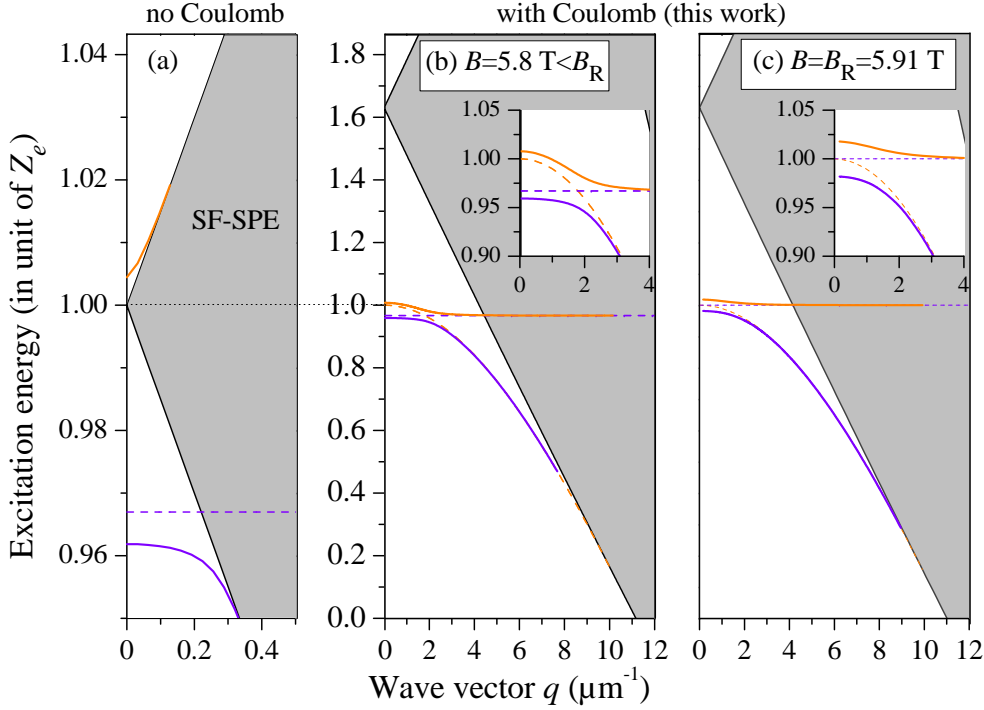 no Coulomb
with Coulomb (this work)
Excitation energy (in unit of Z_e)
(a)
1.04
1.02
1.00
0.98
0.96
SF-SPE
0 0.2 0.4
(b) B=5.8 T<B_R
1.8
1.6
1.4
1.2
1.0
0.8
0.6
0.4
0.2
0.0
0 2 4 6 8 10 12
1.05
1.00
0.95
0.90
0 2 4
(c) B=B_R=5.91 T
1.05
1.00
0.95
0.90
0 2 4
0 2 4 6 8 10 12
Wave vector q (μm⁻¹)